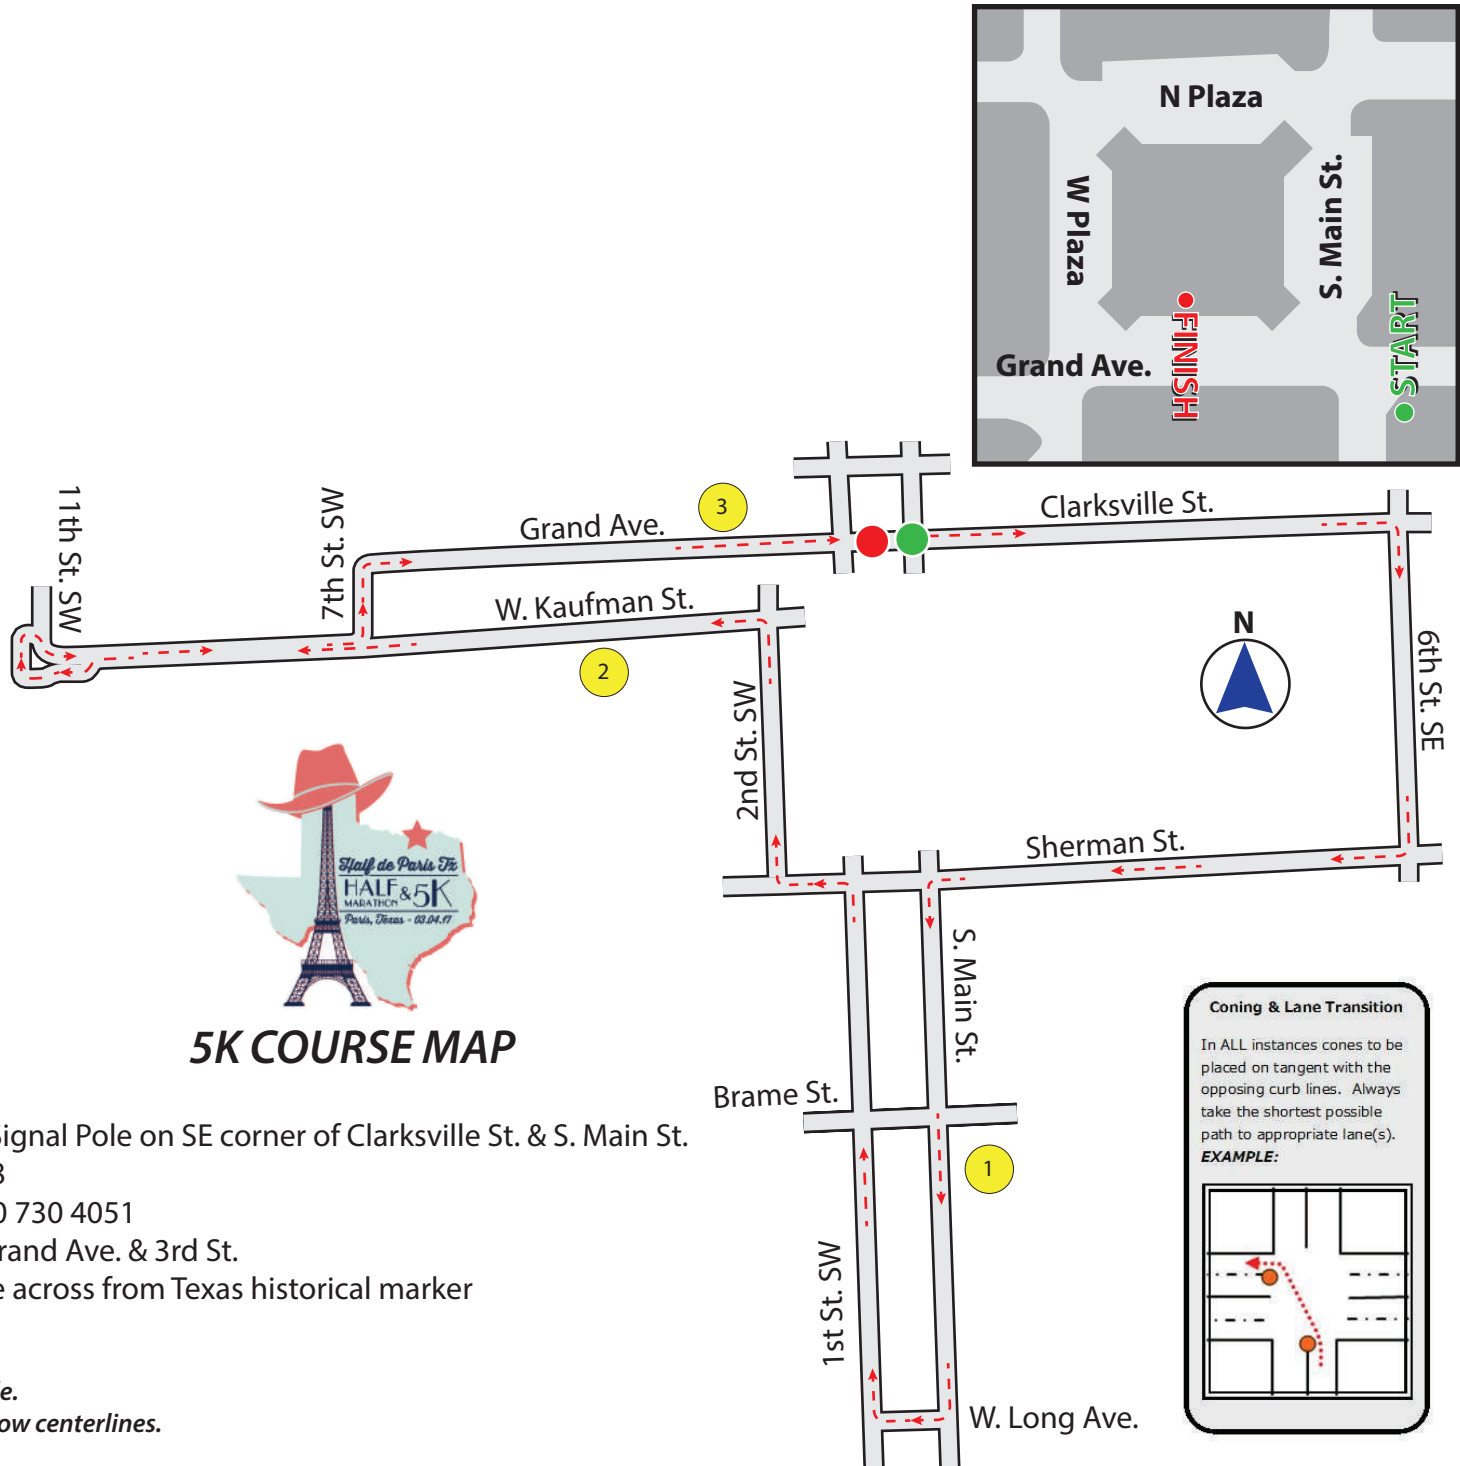 N Plaza
W Plaza
S. Main St.
Grand Ave.
FINISH
START
11th St. SW
7th St. SW
Grand Ave.
3
Clarksville St.
W. Kaufman St.
2
N
6th St. SE
2nd St. SW
Sherman St.
Half de Paris Tx
HALF
MARATHON
& 5K
Paris, Texas - 03.04.17
5K COURSE MAP
S. Main St.
Brame St.
1
1st St. SW
W. Long Ave.
Signal Pole on SE corner of Clarksville St. & S. Main St.
3
0 730 4051
rand Ave. & 3rd St.
e across from Texas historical marker
le.
ow centerlines.
Coning & Lane Transition
In ALL instances cones to be
placed on tangent with the
opposing curb lines. Always
take the shortest possible
path to appropriate lane(s).
EXAMPLE: